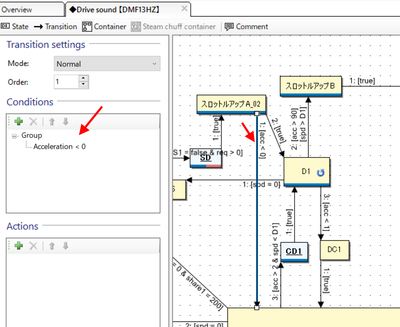 Overview
◆Drive sound【DMF13HZ】
State
Transition
Container
Steam chuff container
Comment
Transition settings
Mode:
Normal
Order:
1
Conditions
Group
Acceleration < 0
Actions
スロットルアップA_02
スロットルアップB
1: [true]
1: [true]
1: [acc < 0]
2: [true]
2: [acc > 90]
[spd > D1]
S1 = false & req > 0]
SD
S
1: [spd = 0]
D1
1: [true]
3: [acc < 1]
GD1
DC1
3: [acc > 2 & spd < D1]
1: [true]
= 0 & share1 = 200]
2: [spd = 0]